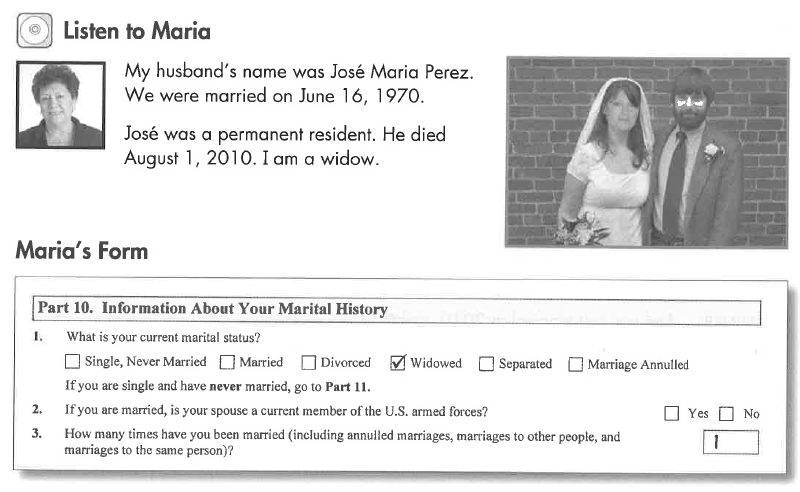 Listen to Maria
My husband's name was José Maria Perez.
We were married on June 16, 1970.
José was a permanent resident. He died
August 1, 2010. I am a widow.
Maria's Form
Part 10. Information About Your Marital History
1. What is your current marital status?
Single, Never Married Married Divorced Widowed Separated Marriage Annulled
If you are single and have never married, go to Part 11.
2. If you are married, is your spouse a current member of the U.S. armed forces? Yes No
3. How many times have you been married (including annulled marriages, marriages to other people, and
marriages to the same person)? 1